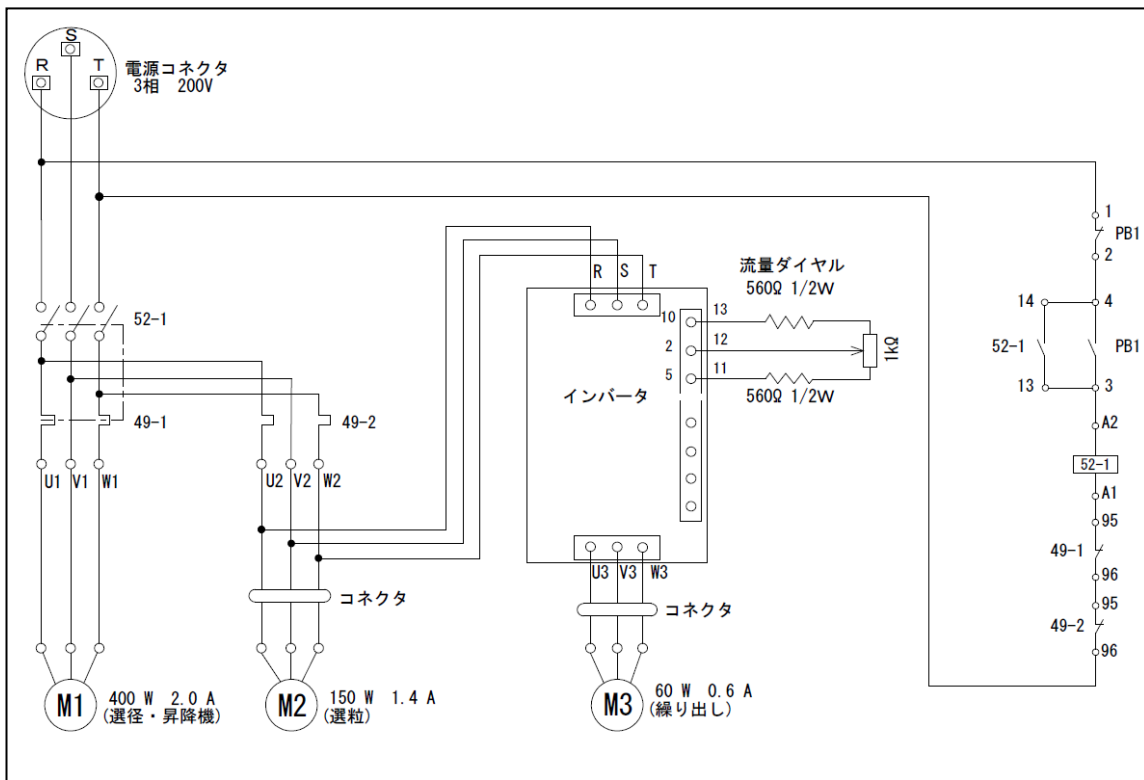 S
R
T
電源コネクタ
3相 200V
1
PB1
2
R
S
T
流量ダイヤル
560Ω 1/2W
14
4
52-1
10
13
2
12
1kΩ
52-1
PB1
5
11
インバータ
560Ω 1/2W
13
3
49-1
49-2
A2
52-1
U1
V1
W1
U2
V2
W2
A1
95
49-1
96
U3
V3
W3
95
コネクタ
コネクタ
49-2
96
M1
400 W 2.0 A
(選径・昇降機)
M2
150 W 1.4 A
(選粒)
M3
60 W 0.6 A
(繰り出し)